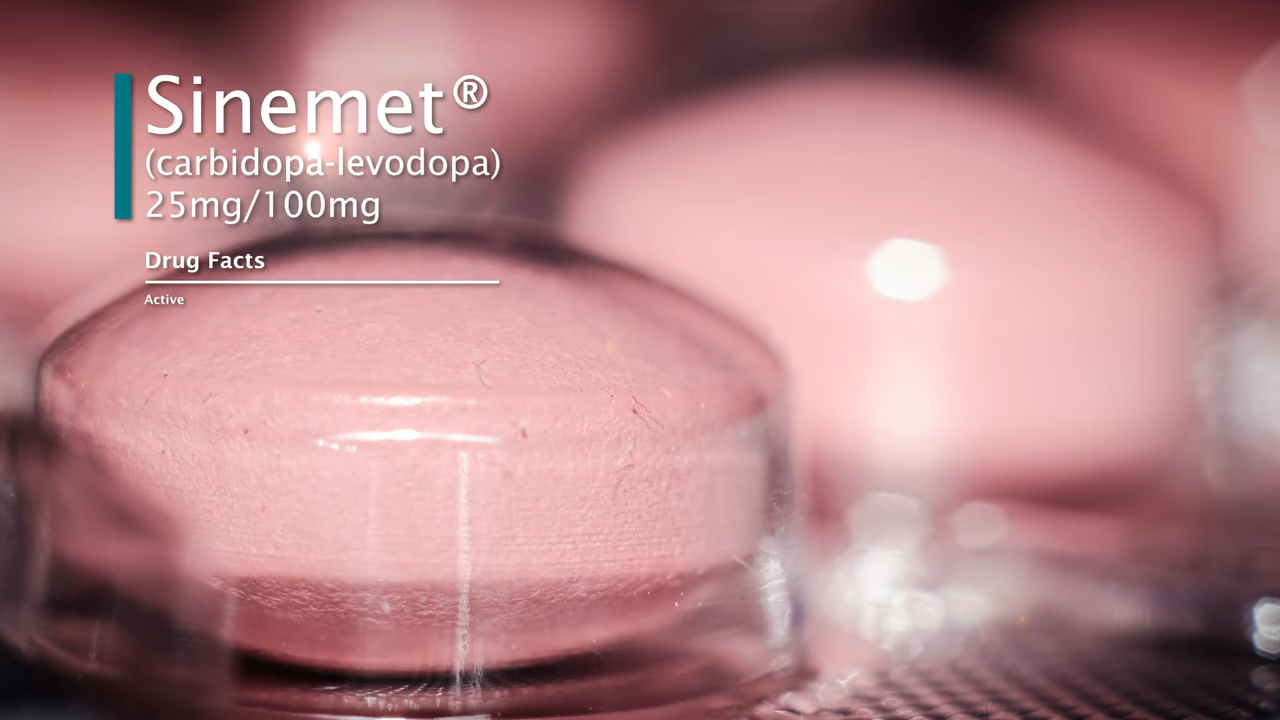 Sinemet®
(carbidopa-levodopa)
25mg/100mg
Drug Facts
Active